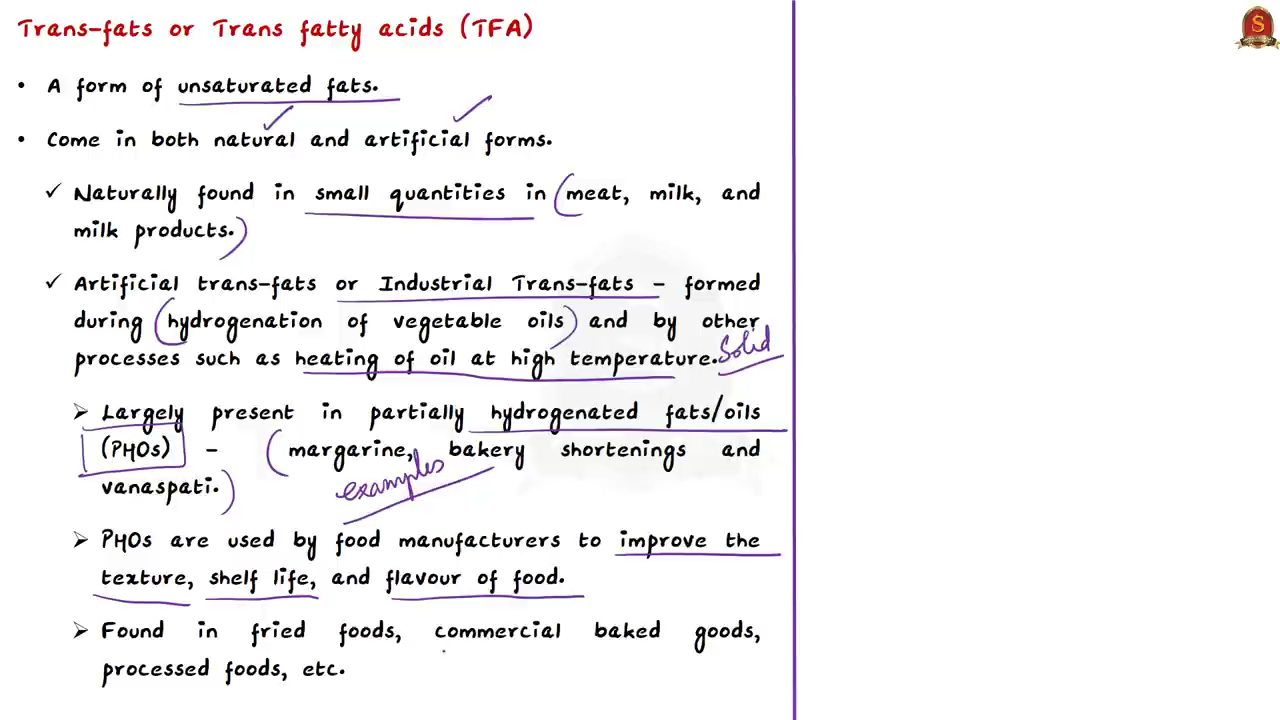 Trans-fats or Trans fatty acids (TFA)
• A form of unsaturated fats.
• Come in both natural and artificial forms.
✓ Naturally found in small quantities in (meat, milk, and
milk products.)
✓ Artificial trans-fats or Industrial Trans-fats – formed
during (hydrogenation of vegetable oils) and by other
processes such as heating of oil at high temperature.
Solid
➢ Largely present in partially hydrogenated fats/oils
(PHOs) – (margarine, bakery shortenings and
vanaspati.)
examples
➢ PHOs are used by food manufacturers to improve the
texture, shelf life, and flavour of food.
➢ Found in fried foods, commercial baked goods,
processed foods, etc.
S